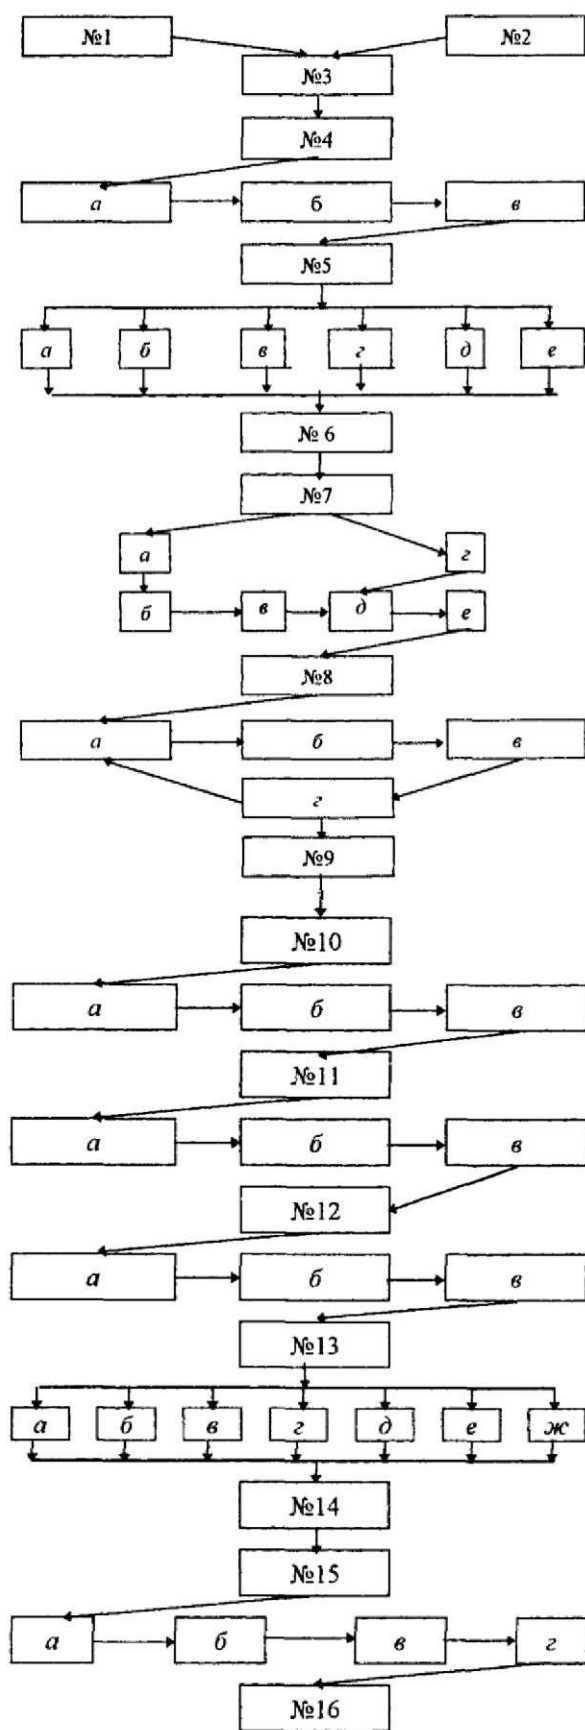 №1 №2
№3
№4
а б в
№5
а б в г д е
№ 6
№7
а г
б в д е
№8
а б в
г
№9
№10
а б в
№11
а б в
№12
а б в
№13
а б в г д е ж
№14
№15
а б в г
№16